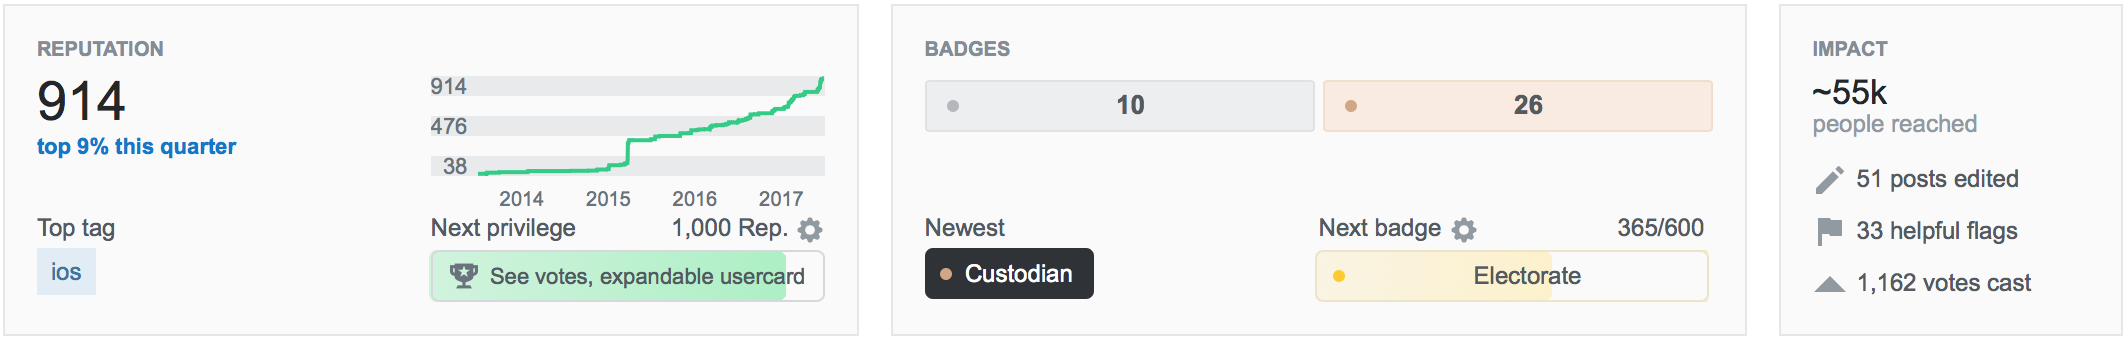 REPUTATION
914
top 9% this quarter
914
476
38
2014 2015 2016 2017
Top tag
ios
Next privilege 1,000 Rep.
See votes, expandable usercard
BADGES
10 26
Newest
Custodian
Next badge 365/600
Electorate
IMPACT
~55k
people reached
51 posts edited
33 helpful flags
1,162 votes cast